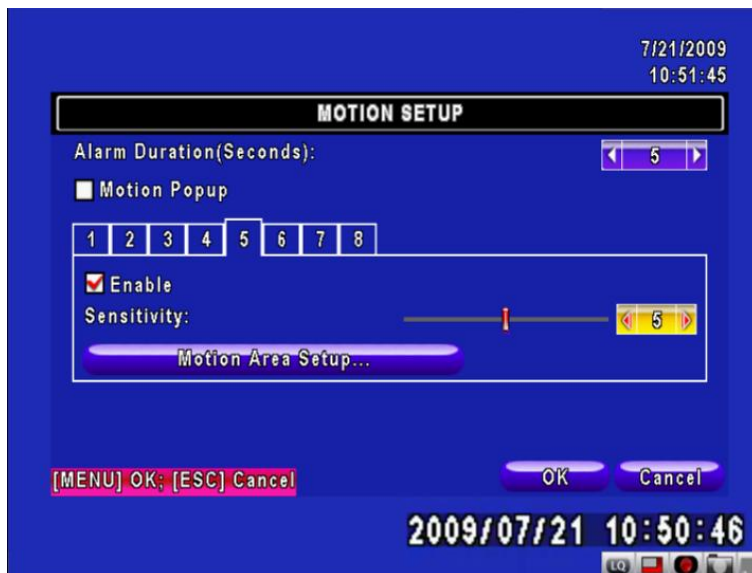 7/21/2009
10:51:45
MOTION SETUP
Alarm Duration(Seconds): 5
Motion Popup
1 2 3 4 5 6 7 8
Enable
Sensitivity: 5
Motion Area Setup...
[MENU] OK; [ESC] Cancel OK Cancel
2009/07/21 10:50:46
LQ